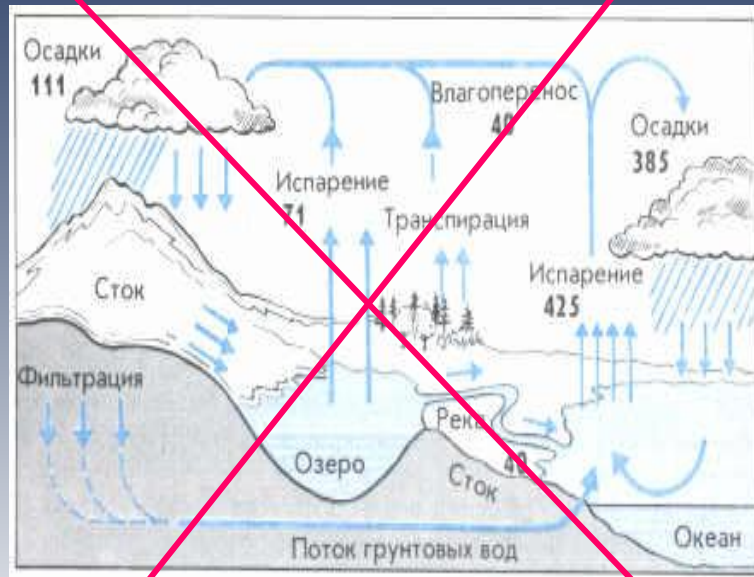 Осадки
111
Влагоперенос
40
Осадки
385
Испарение
71
Транспирация
Испарение
425
Сток
Фильтрация
Река
40
Озеро
Сток
Океан
Поток грунтовых вод